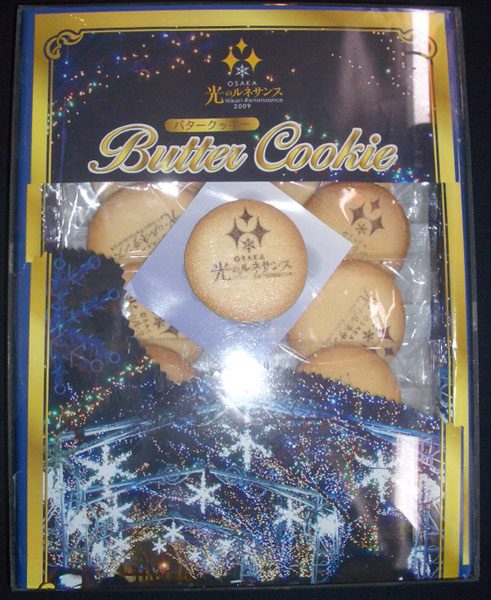 OSAKA
光のルネサンス
Hikari-Renaissance
2009
バタークッキー
Butter Cookie
OSAKA
光のルネサンス